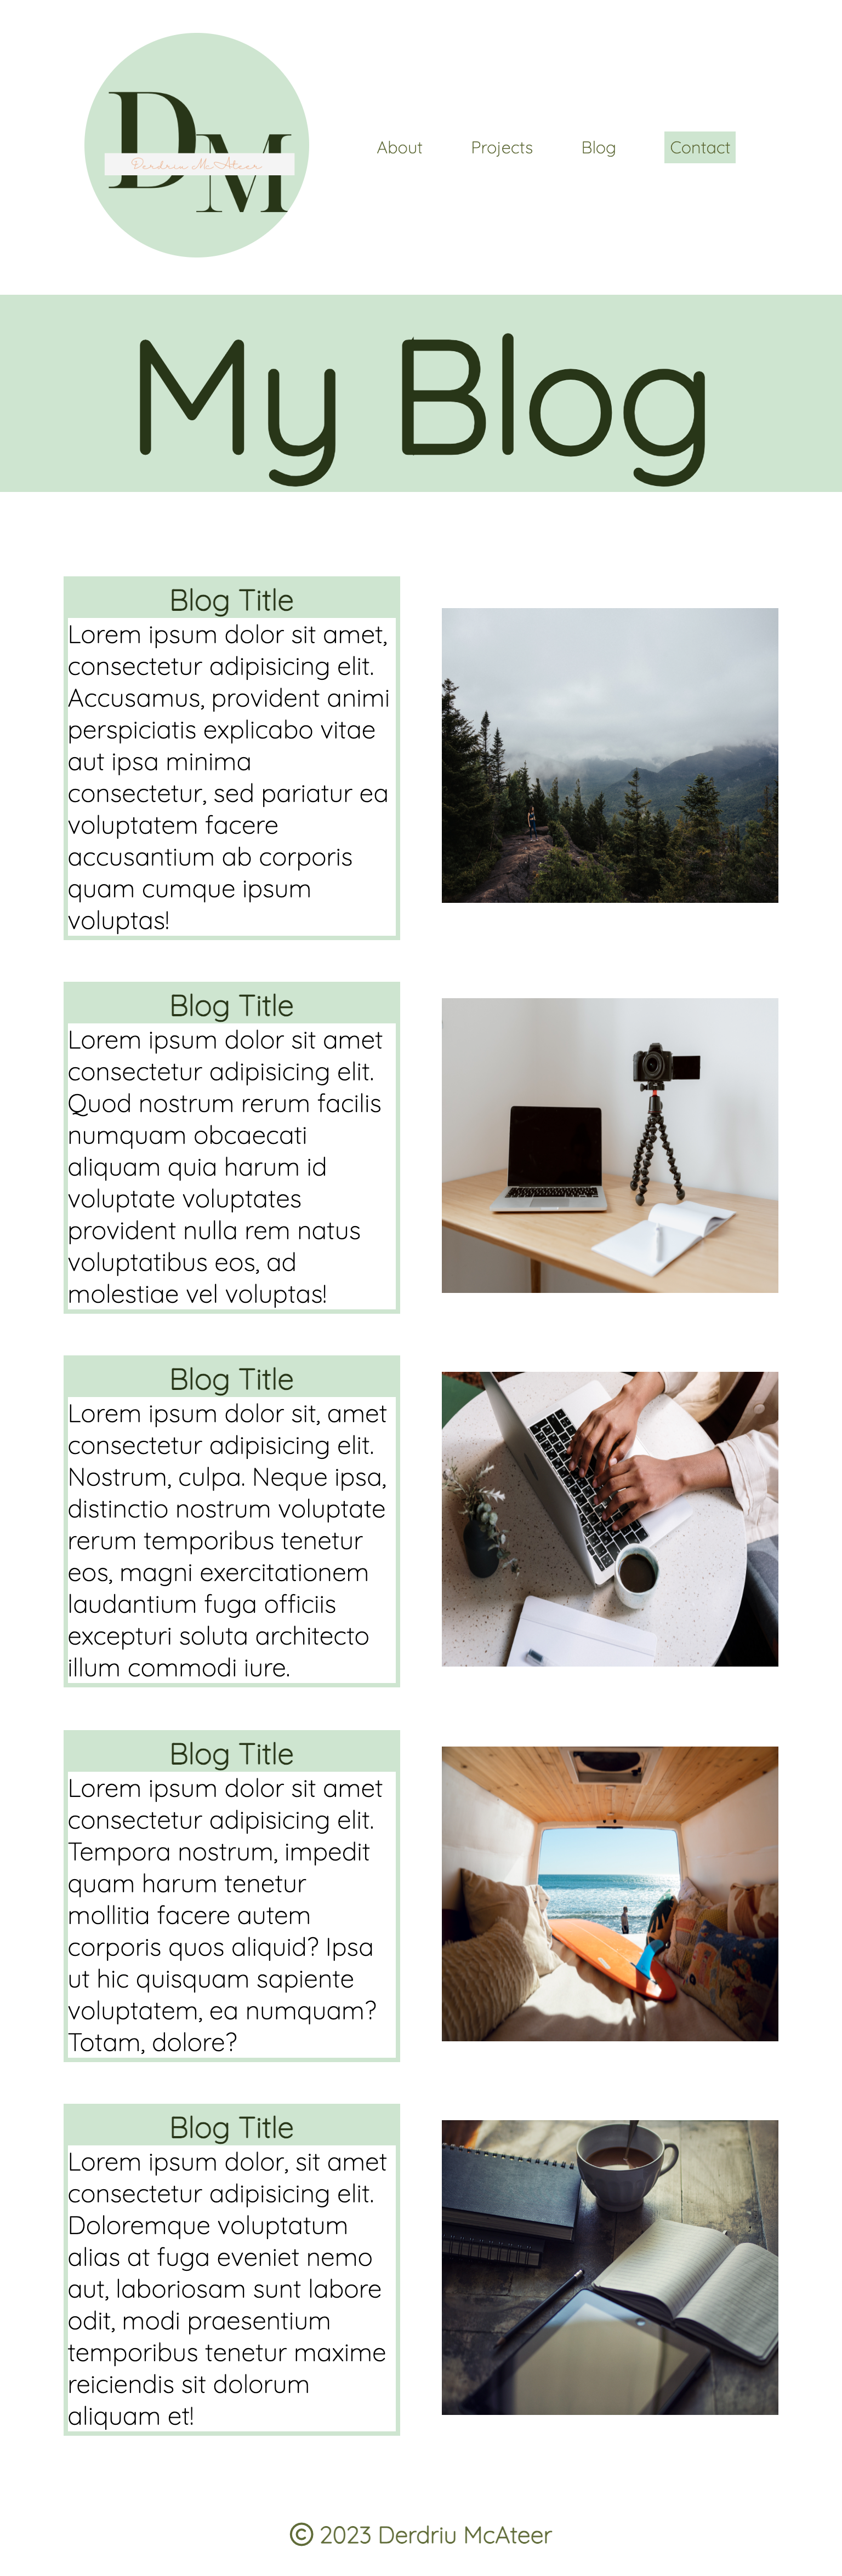 DM
Derdriu McAteer
About Projects Blog Contact
My Blog
Blog Title
Lorem ipsum dolor sit amet,
consectetur adipisicing elit.
Accusamus, provident animi
perspiciatis explicabo vitae
aut ipsa minima
consectetur, sed pariatur ea
voluptatem facere
accusantium ab corporis
quam cumque ipsum
voluptas!
Blog Title
Lorem ipsum dolor sit amet
consectetur adipisicing elit.
Quod nostrum rerum facilis
numquam obcaecati
aliquam quia harum id
voluptate voluptates
provident nulla rem natus
voluptatibus eos, ad
molestiae vel voluptas!
Blog Title
Lorem ipsum dolor sit, amet
consectetur adipisicing elit.
Nostrum, culpa. Neque ipsa,
distinctio nostrum voluptate
rerum temporibus tenetur
eos, magni exercitationem
laudantium fuga officiis
excepturi soluta architecto
illum commodi iure.
Blog Title
Lorem ipsum dolor sit amet
consectetur adipisicing elit.
Tempora nostrum, impedit
quam harum tenetur
mollitia facere autem
corporis quos aliquid? Ipsa
ut hic quisquam sapiente
voluptatem, ea numquam?
Totam, dolore?
Blog Title
Lorem ipsum dolor, sit amet
consectetur adipisicing elit.
Doloremque voluptatum
alias at fuga eveniet nemo
aut, laboriosam sunt labore
odit, modi praesentium
temporibus tenetur maxime
reiciendis sit dolorum
aliquam et!
© 2023 Derdriu McAteer